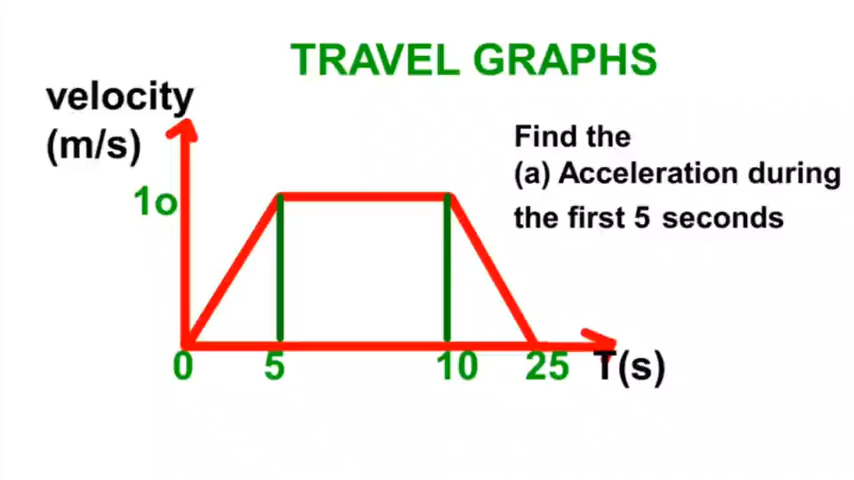 TRAVEL GRAPHS
velocity
(m/s)
Find the
(a) Acceleration during
the first 5 seconds
1o
0 5 10 25 T(s)